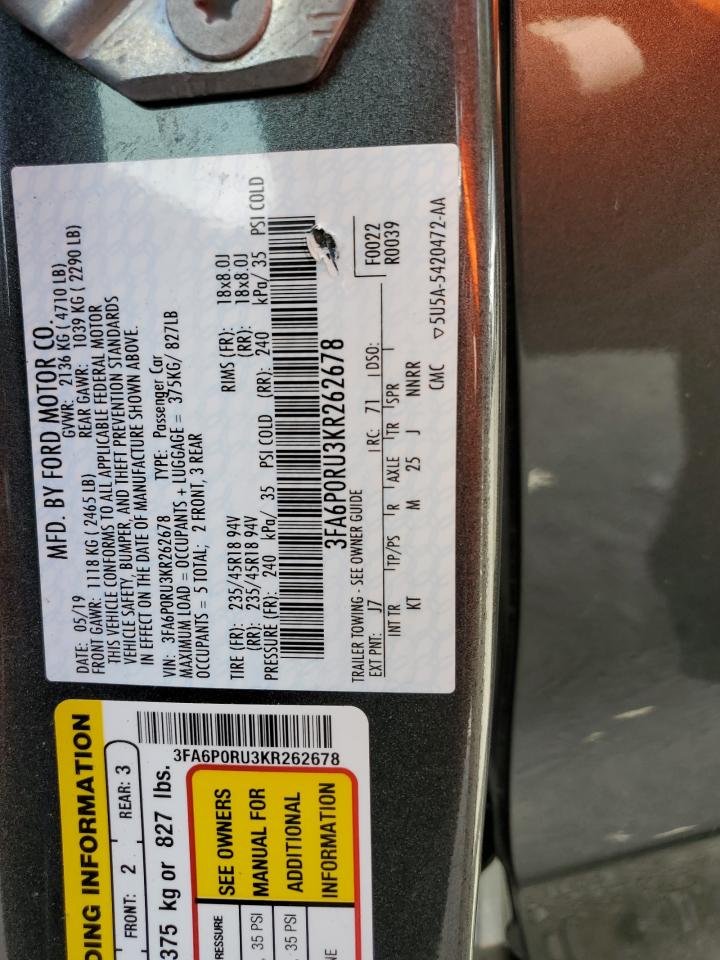 MFD. BY FORD MOTOR CO.
DATE: 05/19 GVWR: 2136 KG ( 4710 LB)
FRONT GAWR: 1118 KG ( 2465 LB) REAR GAWR: 1039 KG ( 2290 LB)
THIS VEHICLE CONFORMS TO ALL APPLICABLE FEDERAL MOTOR
VEHICLE SAFETY, BUMPER, AND THEFT PREVENTION STANDARDS
IN EFFECT ON THE DATE OF MANUFACTURE SHOWN ABOVE.
VIN: 3FA6P0RU3KR262678 TYPE: Passenger Car
MAXIMUM LOAD = OCCUPANTS + LUGGAGE = 375KG/ 827LB
OCCUPANTS = 5 TOTAL; 2 FRONT, 3 REAR
TIRE (FR): 235/45R18 94V RIMS (FR): 18x8.0J
(RR): 235/45R18 94V (RR): 18x8.0J
PRESSURE (FR): 240 kPa/ 35 PSI COLD (RR): 240 kPa/ 35 PSI COLD
3FA6P0RU3KR262678
F0022
R0039
TRAILER TOWING - SEE OWNER GUIDE
EXT PNT: J7 RC: 71 DSO:
INT TR TP/PS R AXLE TR SPR
KT M 25 J NNRR
CMC ▽5U5A-5420472-AA
DING INFORMATION
FRONT: 2 REAR: 3
375 kg or 827 lbs.
3FA6P0RU3KR262678
RESSURE
, 35 PSI
, 35 PSI
NE
SEE OWNERS
MANUAL FOR
ADDITIONAL
INFORMATION